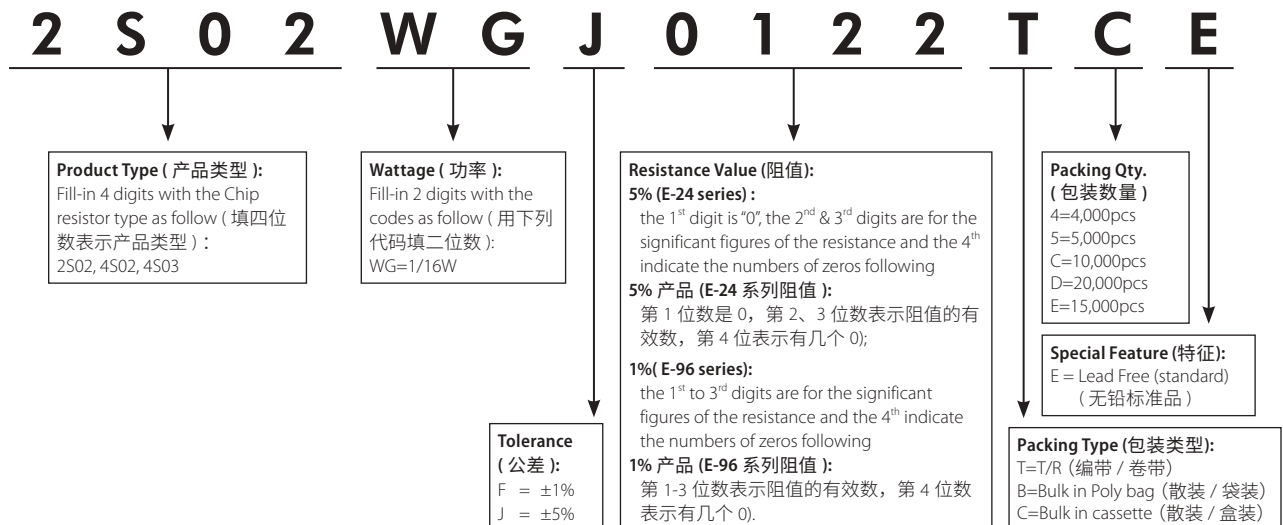 2 S 0 2 W G J 0 1 2 2 T C E
Product Type ( 产品类型 ):
Fill-in 4 digits with the Chip
resistor type as follow ( 填四位
数表示产品类型 ) :
2S02, 4S02, 4S03
Wattage ( 功率 ):
Fill-in 2 digits with the
codes as follow ( 用下列
代码填二位数 ):
WG=1/16W
Tolerance
( 公差 ):
F = ±1%
J = ±5%
Resistance Value (阻值):
5% (E-24 series) :
the 1st digit is “0”, the 2nd & 3rd digits are for the
significant figures of the resistance and the 4th
indicate the numbers of zeros following
5% 产品 (E-24 系列阻值 ):
第 1 位数是 0，第 2、3 位数表示阻值的有
效数，第 4 位表示有几个 0);
1%( E-96 series):
the 1st to 3rd digits are for the significant
figures of the resistance and the 4th indicate
the numbers of zeros following
1% 产品 (E-96 系列阻值 ):
第 1-3 位数表示阻值的有效数，第 4 位数
表示有几个 0).
Packing Qty.
( 包装数量 )
4=4,000pcs
5=5,000pcs
C=10,000pcs
D=20,000pcs
E=15,000pcs
Special Feature (特征):
E = Lead Free (standard)
( 无铅标准品 )
Packing Type (包装类型):
T=T/R（编带 / 卷带）
B=Bulk in Poly bag（散装 / 袋装）
C=Bulk in cassette（散装 / 盒装）